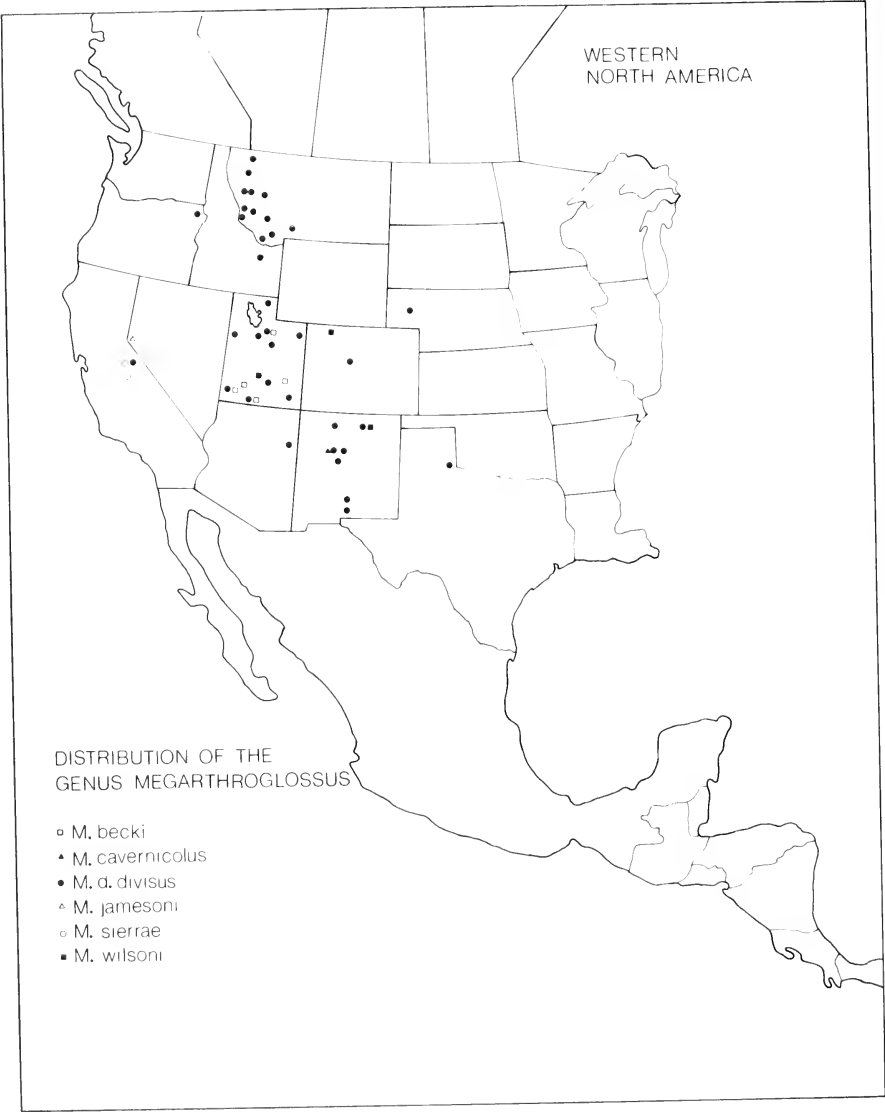 WESTERN
NORTH AMERICA
DISTRIBUTION OF THE
GENUS MEGARTHROGLOSSUS
M. becki
M. cavernicolus
M. d. divisus
M. jamesoni
M. sierrae
M. wilsoni